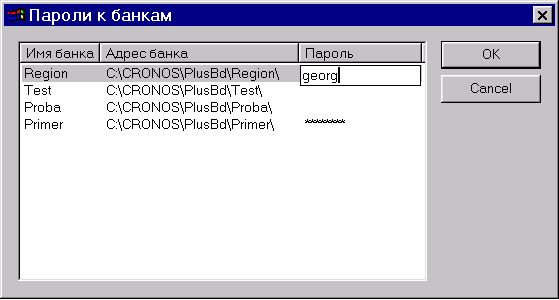 Пароли к банкам
Имя банка Адрес банка Пароль
Region C:\CRONOS\PlusBd\Region\ georg
Test C:\CRONOS\PlusBd\Test\
Proba C:\CRONOS\PlusBd\Proba\
Primer C:\CRONOS\PlusBd\Primer\ *********
OK
Cancel